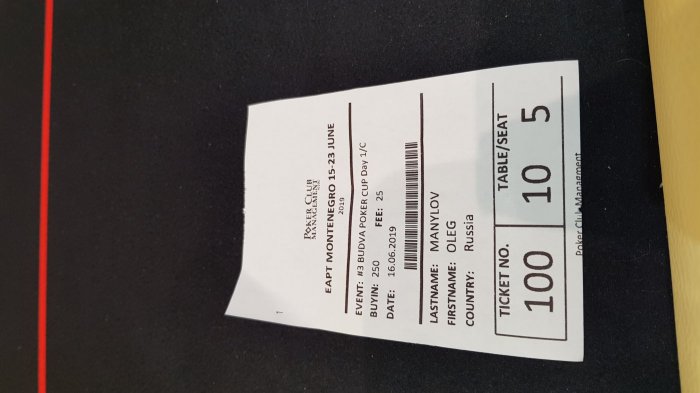 1
POKER CLUB
MANAGEMENT
EAPT MONTENEGRO 15-23 JUNE
2019
EVENT: #3 BUDVA POKER CUP Day 1/C
BUYIN: 250 FEE: 25
DATE: 16.06.2019
LASTNAME: MANYLOV
FIRSTNAME: OLEG
COUNTRY: Russia
TICKET NO. TABLE/SEAT
100 10 5
Poker Club Managment